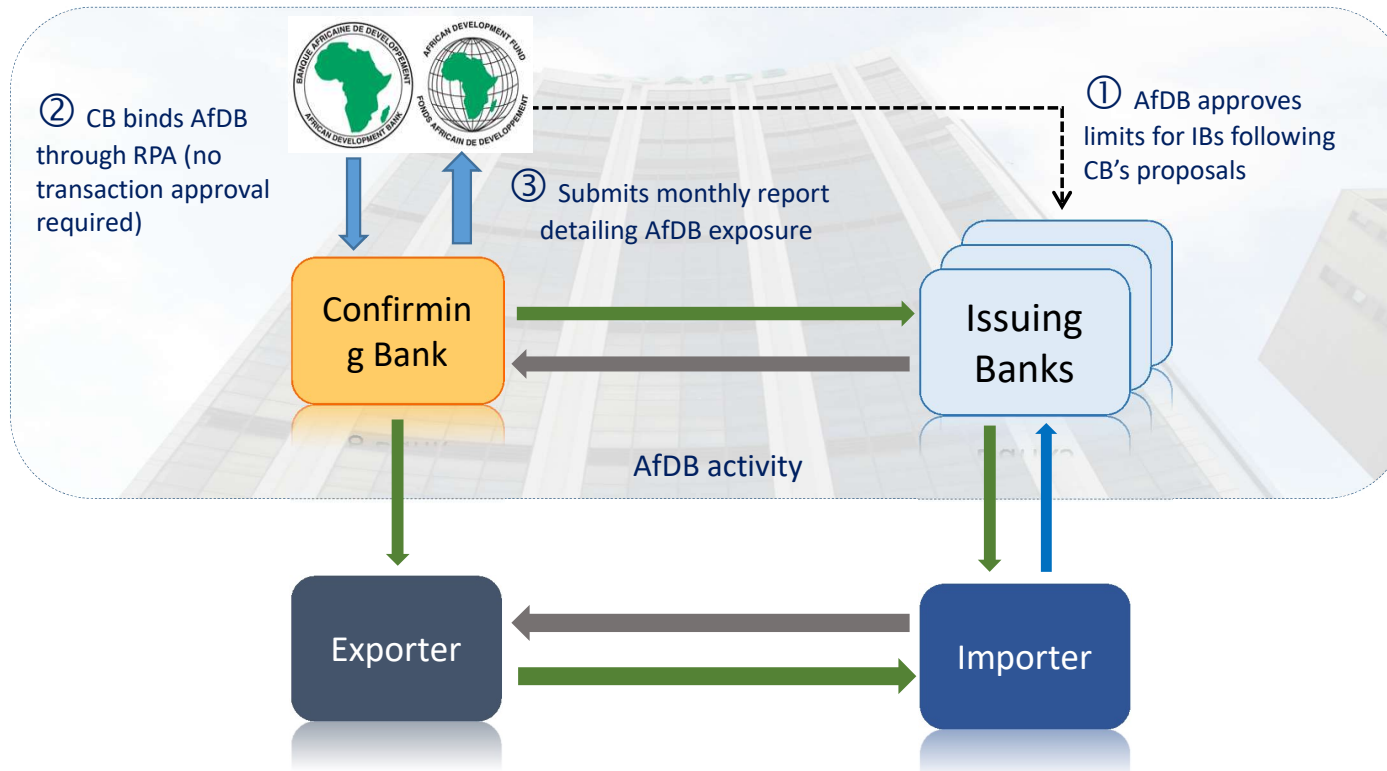 BANQUE AFRICAINE DE DEVELOPPEMENT
AFRICAN DEVELOPMENT BANK
AFRICAN DEVELOPMENT FUND
FONDS AFRICAIN DE DEVELOPPEMENT
AfDB
① AfDB approves
limits for IBs following
CB's proposals
② CB binds AfDB
through RPA (no
transaction approval
required)
③ Submits monthly report
detailing AfDB exposure
Confirmin
g Bank
Issuing
Banks
AfDB activity
Exporter
Importer